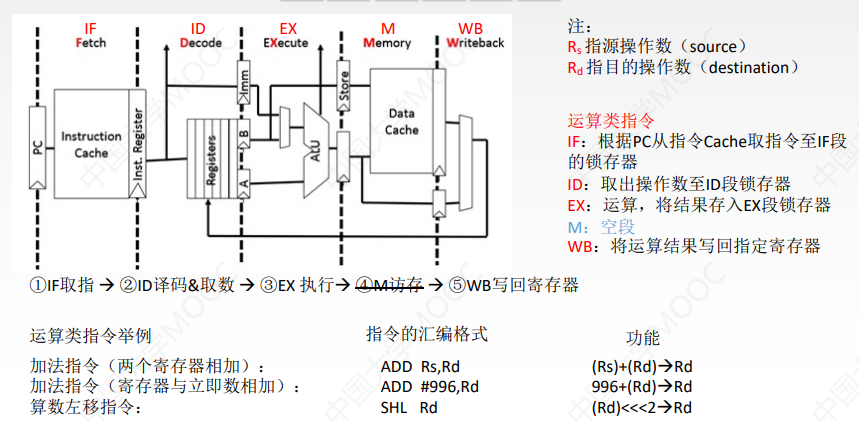 IF ID EX M WB
Fetch Decode EXecute Memory Writeback
PC
Instruction
Cache
Inst. Register
Registers
Imm
B
A
ALU
Store
Data
Cache
注：
Rs 指源操作数（source）
Rd 指目的操作数（destination）
运算类指令
IF：根据PC从指令Cache取指令至IF段
的锁存器
ID：取出操作数至ID段锁存器
EX：运算，将结果存入EX段锁存器
M：空段
WB：将运算结果写回指定寄存器
①IF取指 → ②ID译码&取数 → ③EX 执行→ ④M访存 → ⑤WB写回寄存器
运算类指令举例 指令的汇编格式 功能
加法指令（两个寄存器相加）： ADD Rs,Rd (Rs)+(Rd)→Rd
加法指令（寄存器与立即数相加）： ADD #996,Rd 996+(Rd)→Rd
算数左移指令： SHL Rd (Rd)<<<2→Rd
中国大学MOOC